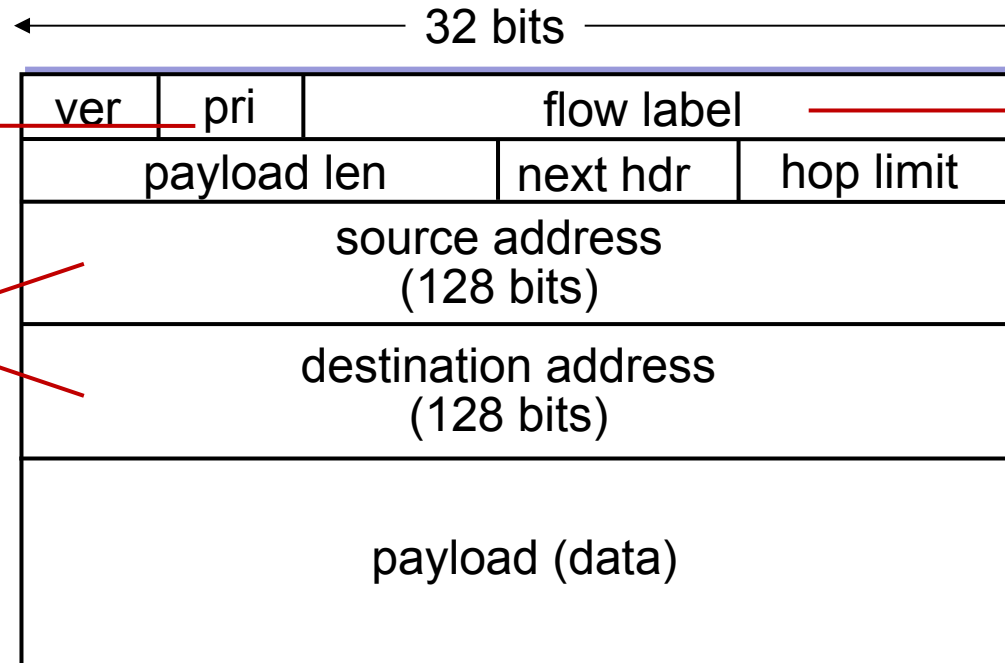 32 bits
ver pri flow label
payload len next hdr hop limit
source address
(128 bits)
destination address
(128 bits)
payload (data)